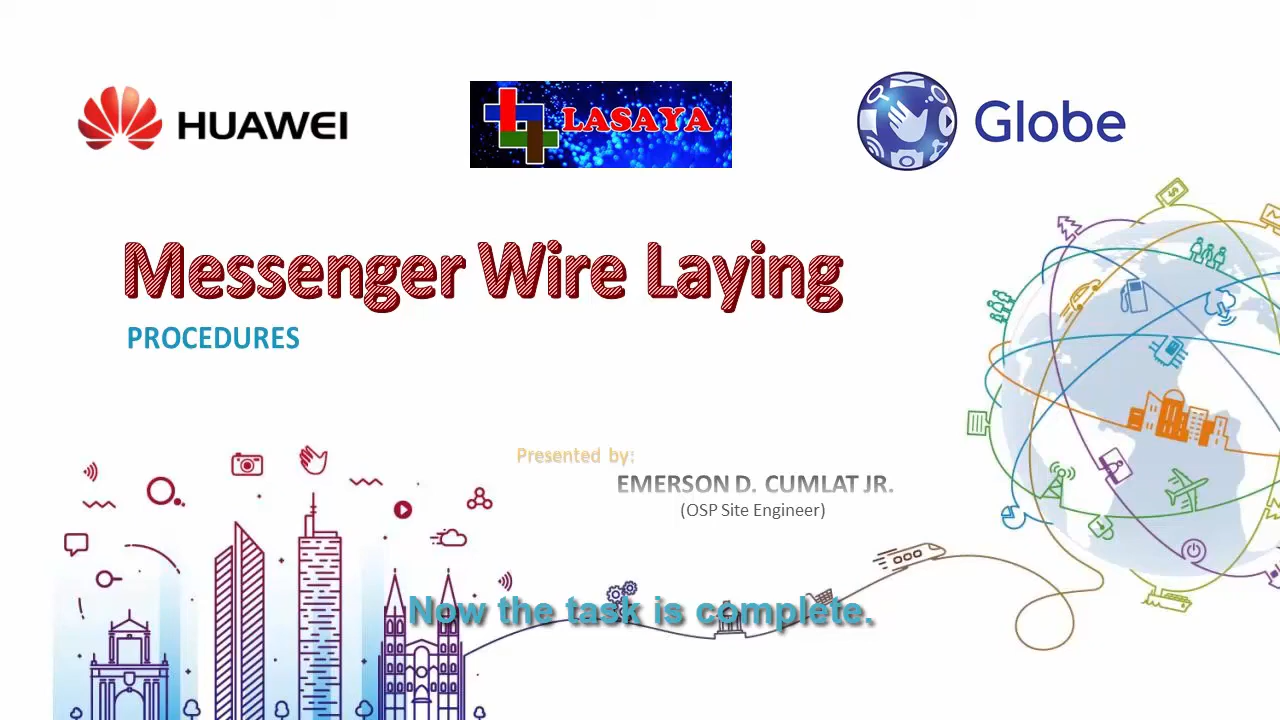 HUAWEI
LASAYA
Globe
Messenger Wire Laying
PROCEDURES
Presented by:
EMERSON D. CUMLAT JR.
(OSP Site Engineer)
Now the task is complete.